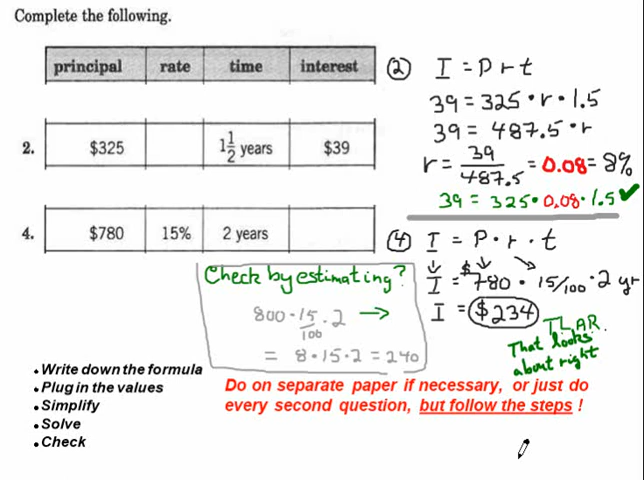 Complete the following.
principal rate time interest
2. $325 1 1/2 years $39
4. $780 15% 2 years
② I = P r t
39 = 325 • r • 1.5
39 = 487.5 • r
r = 39/487.5 = 0.08 = 8%
39 = 325 • 0.08 • 1.5 ✓
④ I = P • r • t
↓ ↓ ↘
I = $780 • 15/100 • 2 yr
I = $234
TLAR.
That looks
about right
Check by estimating?
800 • 15/100 • 2 →
= 8 • 15 • 2 = 240
• Write down the formula
• Plug in the values
• Simplify
• Solve
• Check
Do on separate paper if necessary, or just do
every second question, but follow the steps !